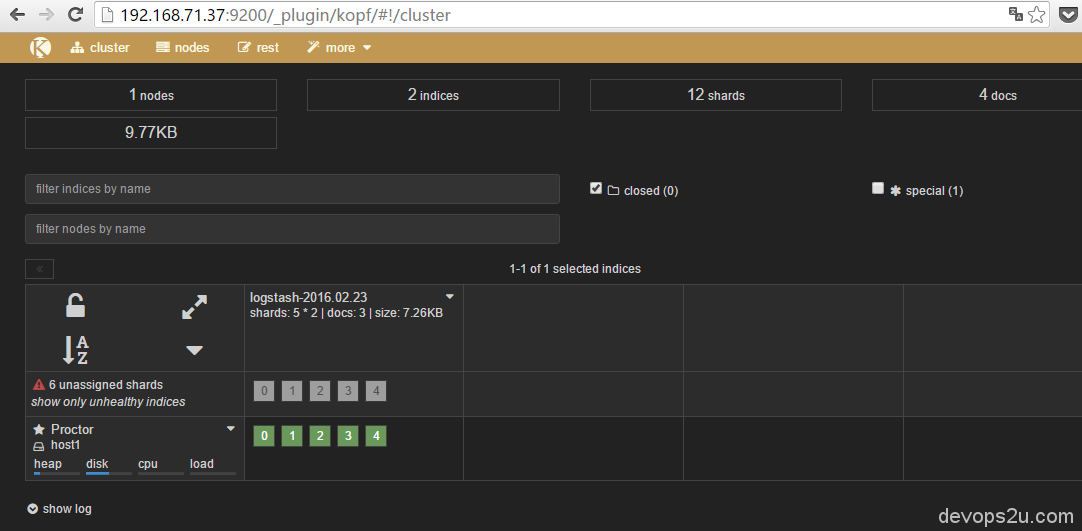 192.168.71.37:9200/_plugin/kopf/#!/cluster
K cluster nodes rest more
1 nodes 2 indices 12 shards 4 docs
9.77KB
filter indices by name closed (0) special (1)
filter nodes by name
« 1-1 of 1 selected indices
logstash-2016.02.23
shards: 5 * 2 | docs: 3 | size: 7.26KB
A
Z
6 unassigned shards 0 1 2 3 4
show only unhealthy indices
Proctor 0 1 2 3 4
host1
heap disk cpu load
show log
devops2u.com